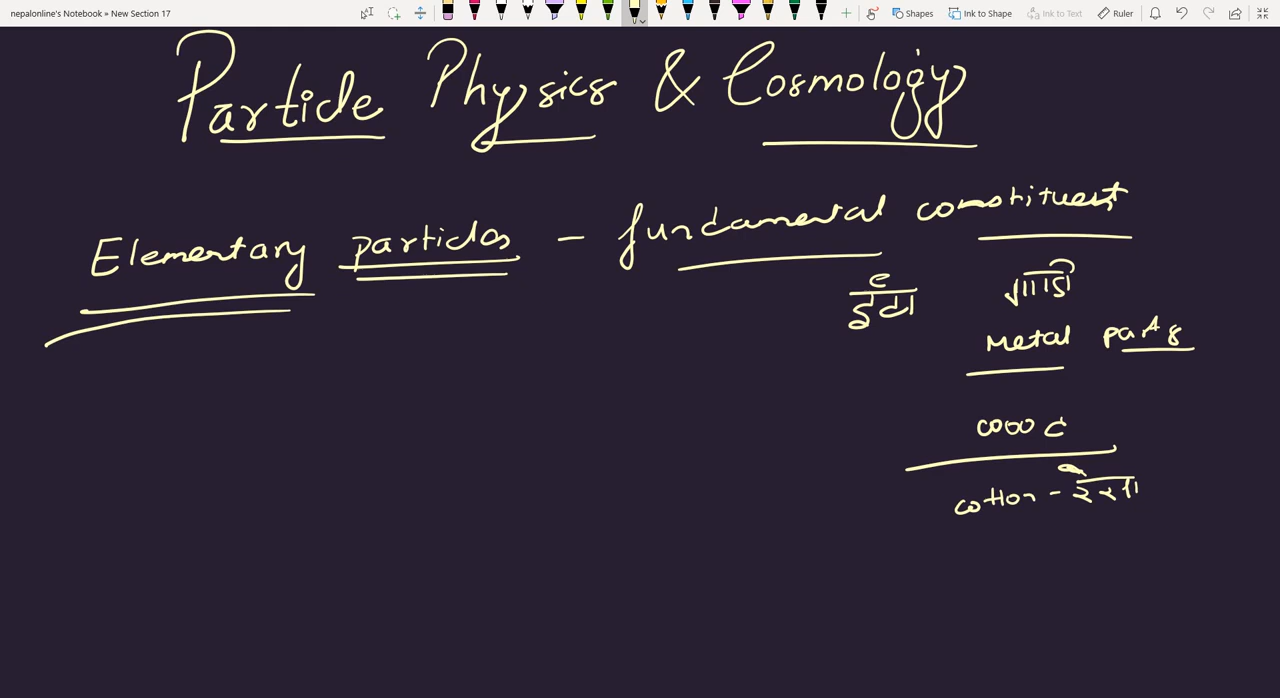 nepalonline's Notebook » New Section 17
Shapes Ink to Shape Ink to Text Ruler
Particle Physics & Cosmology
Elementary particles - fundamental constituent
Metal parts
cotton -